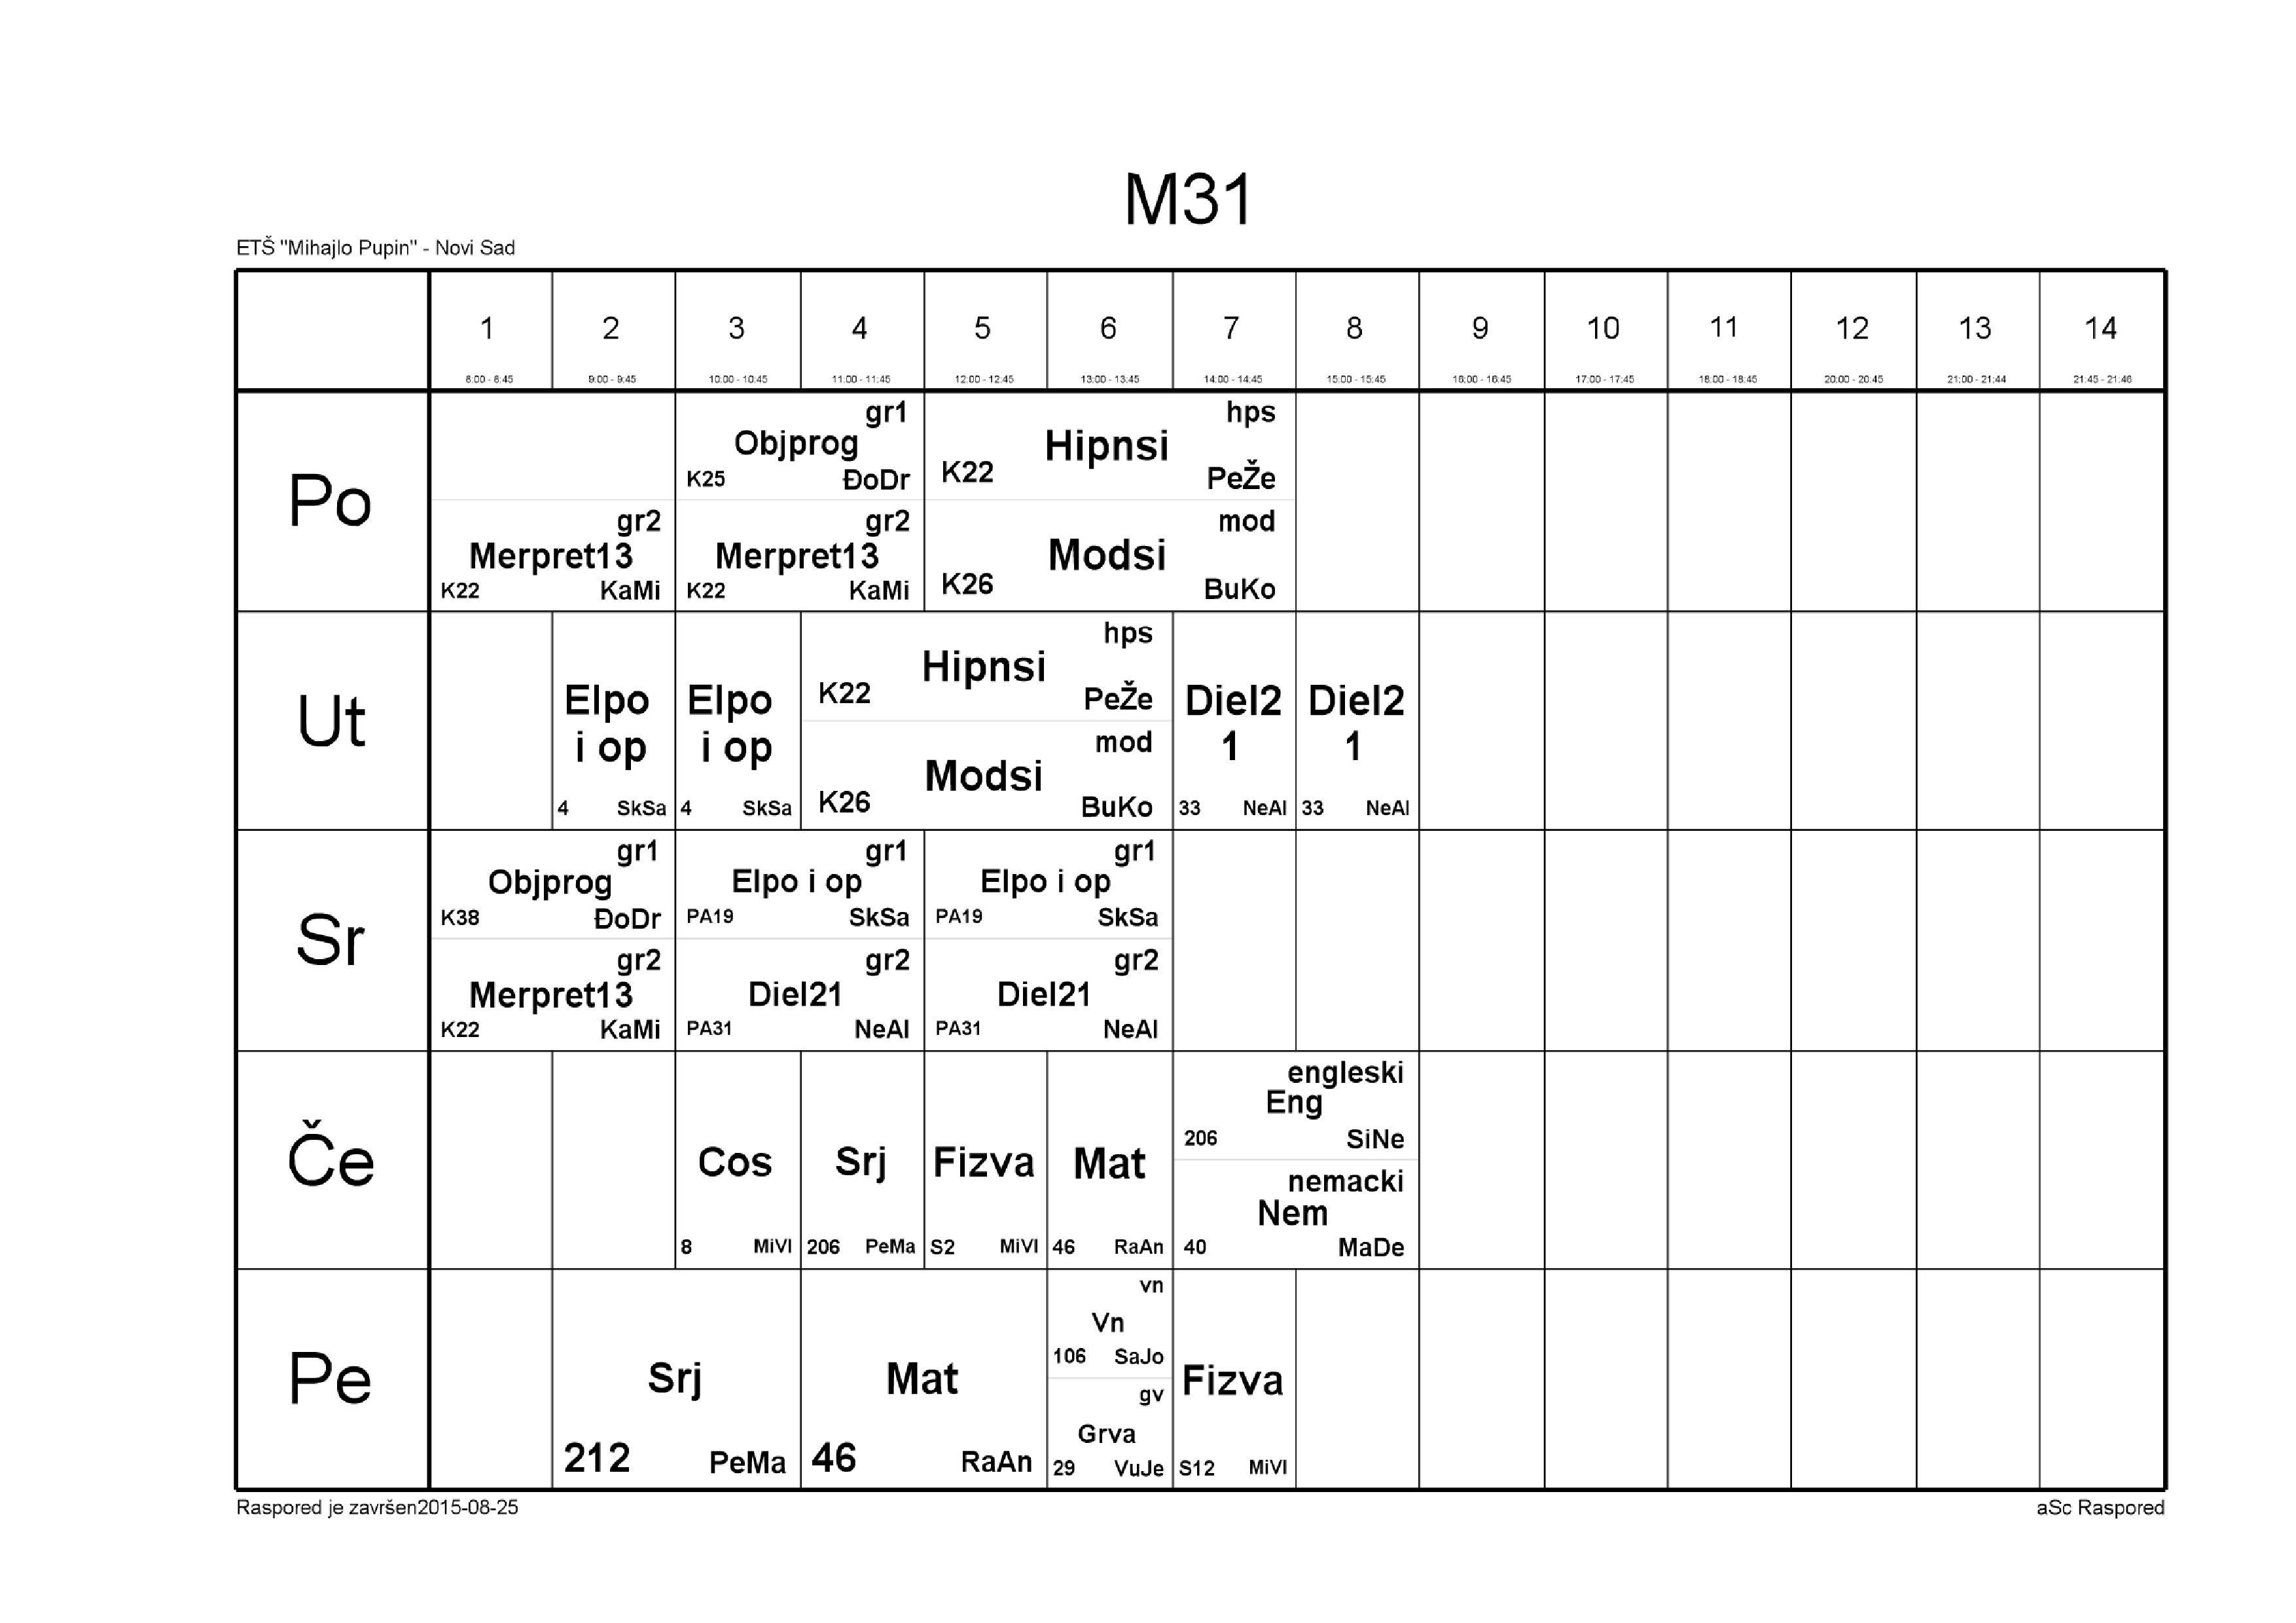 M31
ETŠ "Mihajlo Pupin" - Novi Sad
1 2 3 4 5 6 7 8 9 10 11 12 13 14
8:00 - 8:45 9:00 - 9:45 10:00 - 10:45 11:00 - 11:45 12:00 - 12:45 13:00 - 13:45 14:00 - 14:45 15:00 - 15:45 16:00 - 16:45 17:00 - 17:45 18:00 - 18:45 20:00 - 20:45 21:00 - 21:44 21:45 - 21:46
Po
gr1
Objprog
K25 ĐoDr
hps
Hipnsi
K22 PeŽe
gr2
Merpret13
K22 KaMi
gr2
Merpret13
K22 KaMi
mod
Modsi
K26 BuKo
Ut
Elpo
i op
4 SkSa
Elpo
i op
4 SkSa
hps
Hipnsi
K22 PeŽe
mod
Modsi
K26 BuKo
Diel2
1
33 NeAl
Diel2
1
33 NeAl
Sr
gr1
Objprog
K38 ĐoDr
gr1
Elpo i op
PA19 SkSa
gr1
Elpo i op
PA19 SkSa
gr2
Merpret13
K22 KaMi
gr2
Diel21
PA31 NeAl
gr2
Diel21
PA31 NeAl
Če
Cos
8 MiVl
Srj
206 PeMa
Fizva
S2 MiVl
Mat
46 RaAn
engleski
Eng
206 SiNe
nemacki
Nem
40 MaDe
Pe
Srj
212 PeMa
Mat
46 RaAn
vn
Vn
106 SaJo
gv
Grva
29 VuJe
Fizva
S12 MiVl
Raspored je završen2015-08-25
aSc Raspored